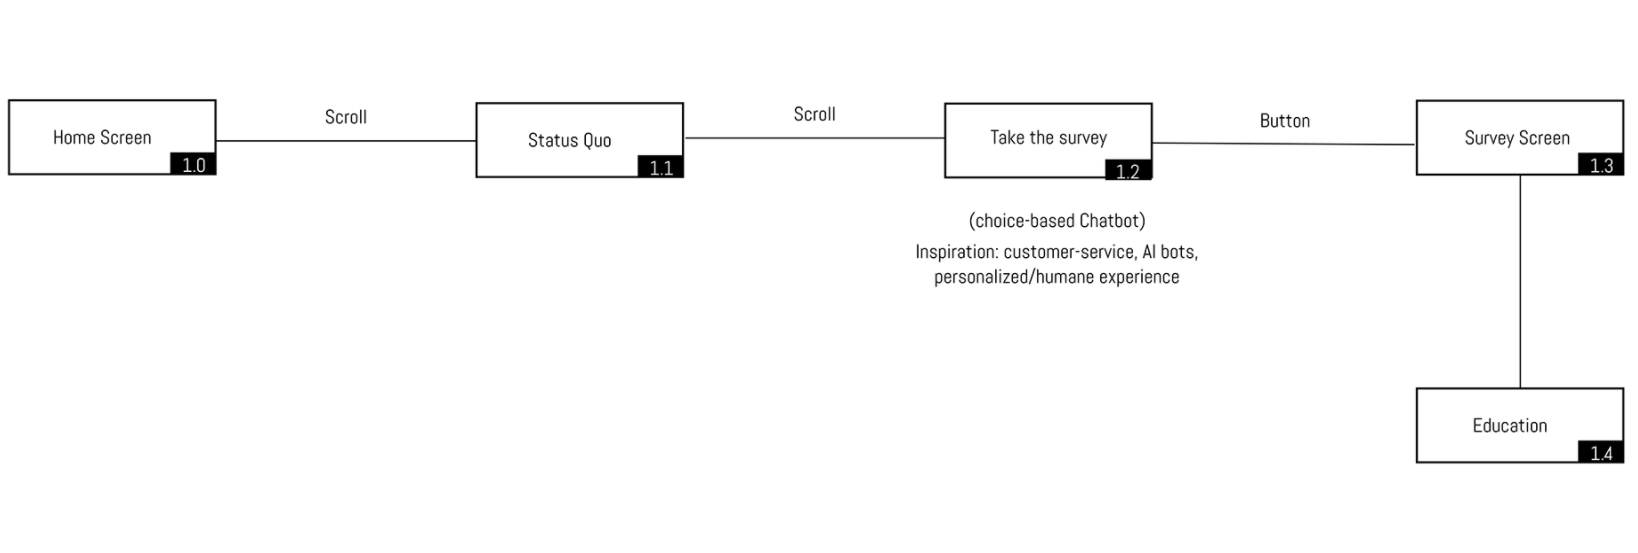 Home Screen
1.0
Scroll
Status Quo
1.1
Scroll
Take the survey
1.2
(choice-based Chatbot)
Inspiration: customer-service, AI bots,
personalized/humane experience
Button
Survey Screen
1.3
Education
1.4